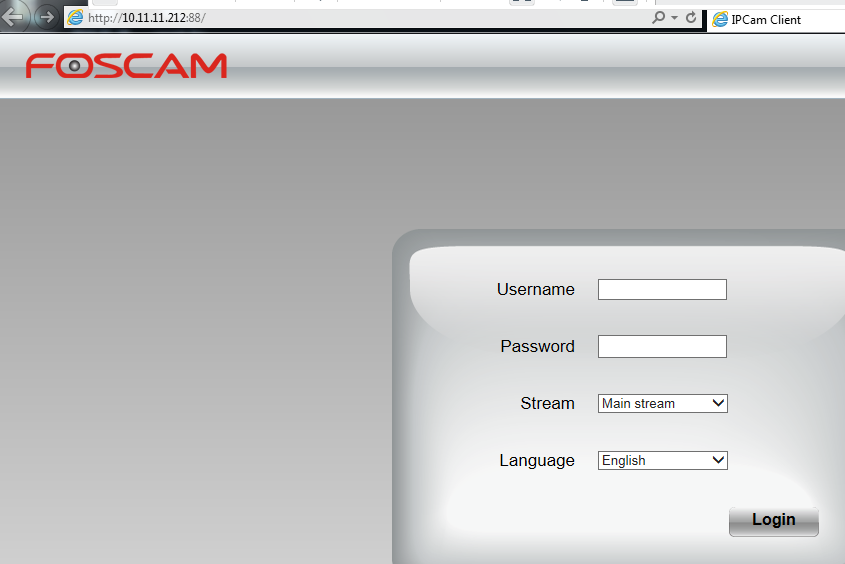 http://10.11.11.212:88/
IPCam Client
FOSCAM
Username
Password
Stream Main stream
Language English
Login